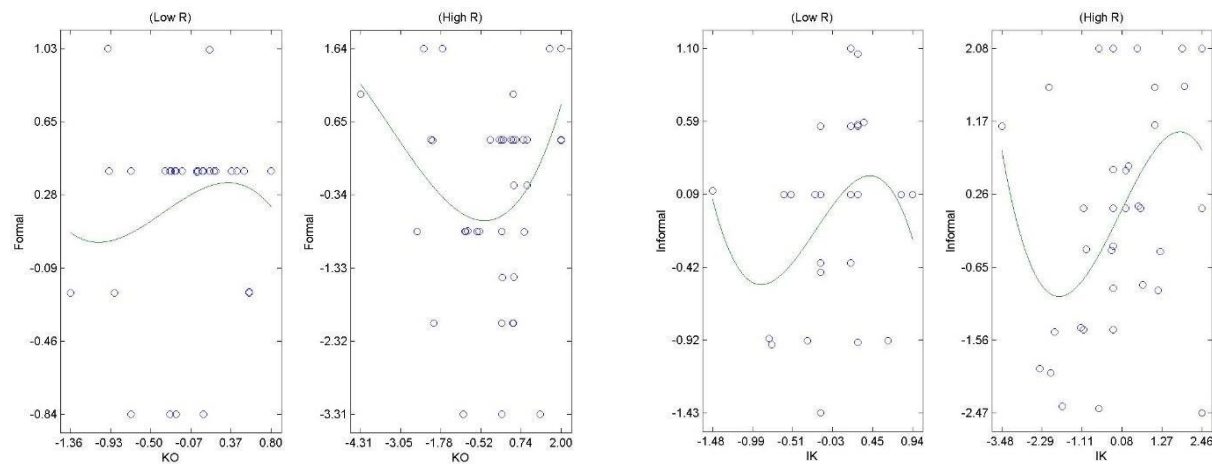 (Low R)
Formal
1.03
0.65
0.28
-0.09
-0.46
-0.84
-1.36 -0.93 -0.50 -0.07 0.37 0.80
KO
(High R)
Formal
1.64
0.65
-0.34
-1.33
-2.32
-3.31
-4.31 -3.05 -1.78 -0.52 0.74 2.00
KO
(Low R)
Informal
1.10
0.59
0.09
-0.42
-0.92
-1.43
-1.48 -0.99 -0.51 -0.03 0.45 0.94
IK
(High R)
Informal
2.08
1.17
0.26
-0.65
-1.56
-2.47
-3.48 -2.29 -1.11 0.08 1.27 2.46
IK